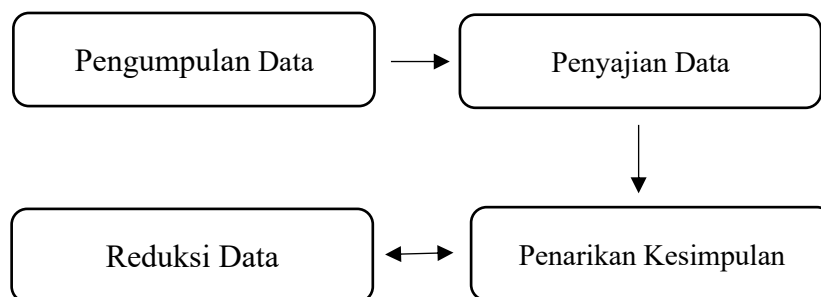 Pengumpulan Data
Penyajian Data
Reduksi Data
Penarikan Kesimpulan